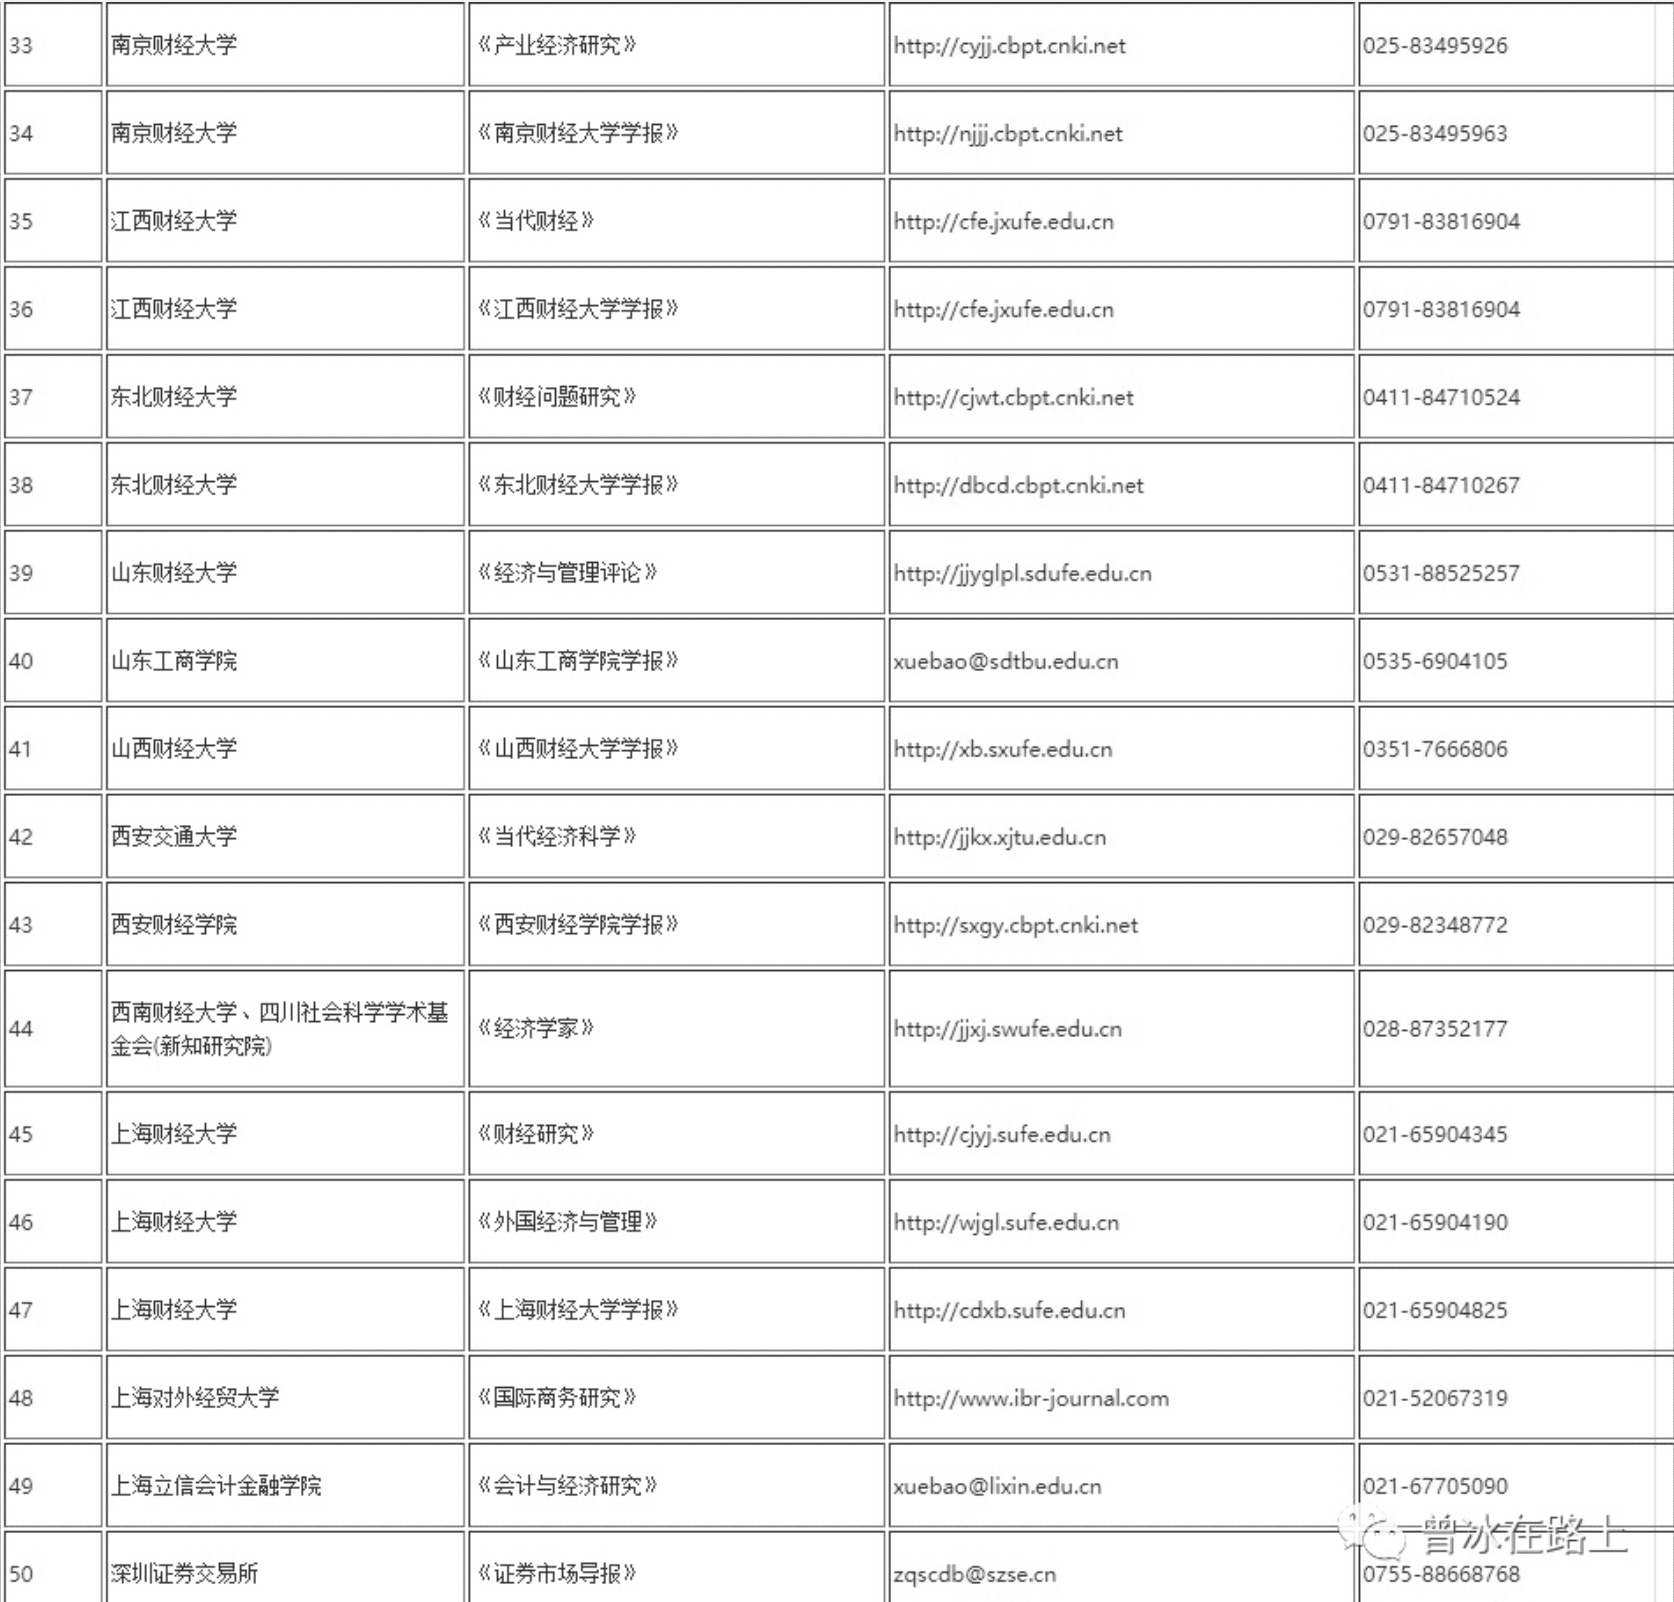 33 南京财经大学 《产业经济研究》 http://cyjj.cbpt.cnki.net 025-83495926
34 南京财经大学 《南京财经大学学报》 http://njjj.cbpt.cnki.net 025-83495963
35 江西财经大学 《当代财经》 http://cfe.jxufe.edu.cn 0791-83816904
36 江西财经大学 《江西财经大学学报》 http://cfe.jxufe.edu.cn 0791-83816904
37 东北财经大学 《财经问题研究》 http://cjwt.cbpt.cnki.net 0411-84710524
38 东北财经大学 《东北财经大学学报》 http://dbcd.cbpt.cnki.net 0411-84710267
39 山东财经大学 《经济与管理评论》 http://jjyglpl.sdufe.edu.cn 0531-88525257
40 山东工商学院 《山东工商学院学报》 xuebao@sdtbu.edu.cn 0535-6904105
41 山西财经大学 《山西财经大学学报》 http://xb.sxufe.edu.cn 0351-7666806
42 西安交通大学 《当代经济科学》 http://jjkx.xjtu.edu.cn 029-82657048
43 西安财经学院 《西安财经学院学报》 http://sxgy.cbpt.cnki.net 029-82348772
44 西南财经大学、四川社会科学学术基
金会(新知研究院) 《经济学家》 http://jjxj.swufe.edu.cn 028-87352177
45 上海财经大学 《财经研究》 http://cjyj.sufe.edu.cn 021-65904345
46 上海财经大学 《外国经济与管理》 http://wjgl.sufe.edu.cn 021-65904190
47 上海财经大学 《上海财经大学学报》 http://cdxb.sufe.edu.cn 021-65904825
48 上海对外经贸大学 《国际商务研究》 http://www.ibr-journal.com 021-52067319
49 上海立信会计金融学院 《会计与经济研究》 xuebao@lixin.edu.cn 021-67705090
曾冰在路上
50 深圳证券交易所 《证券市场导报》 zqscdb@szse.cn 0755-88668768